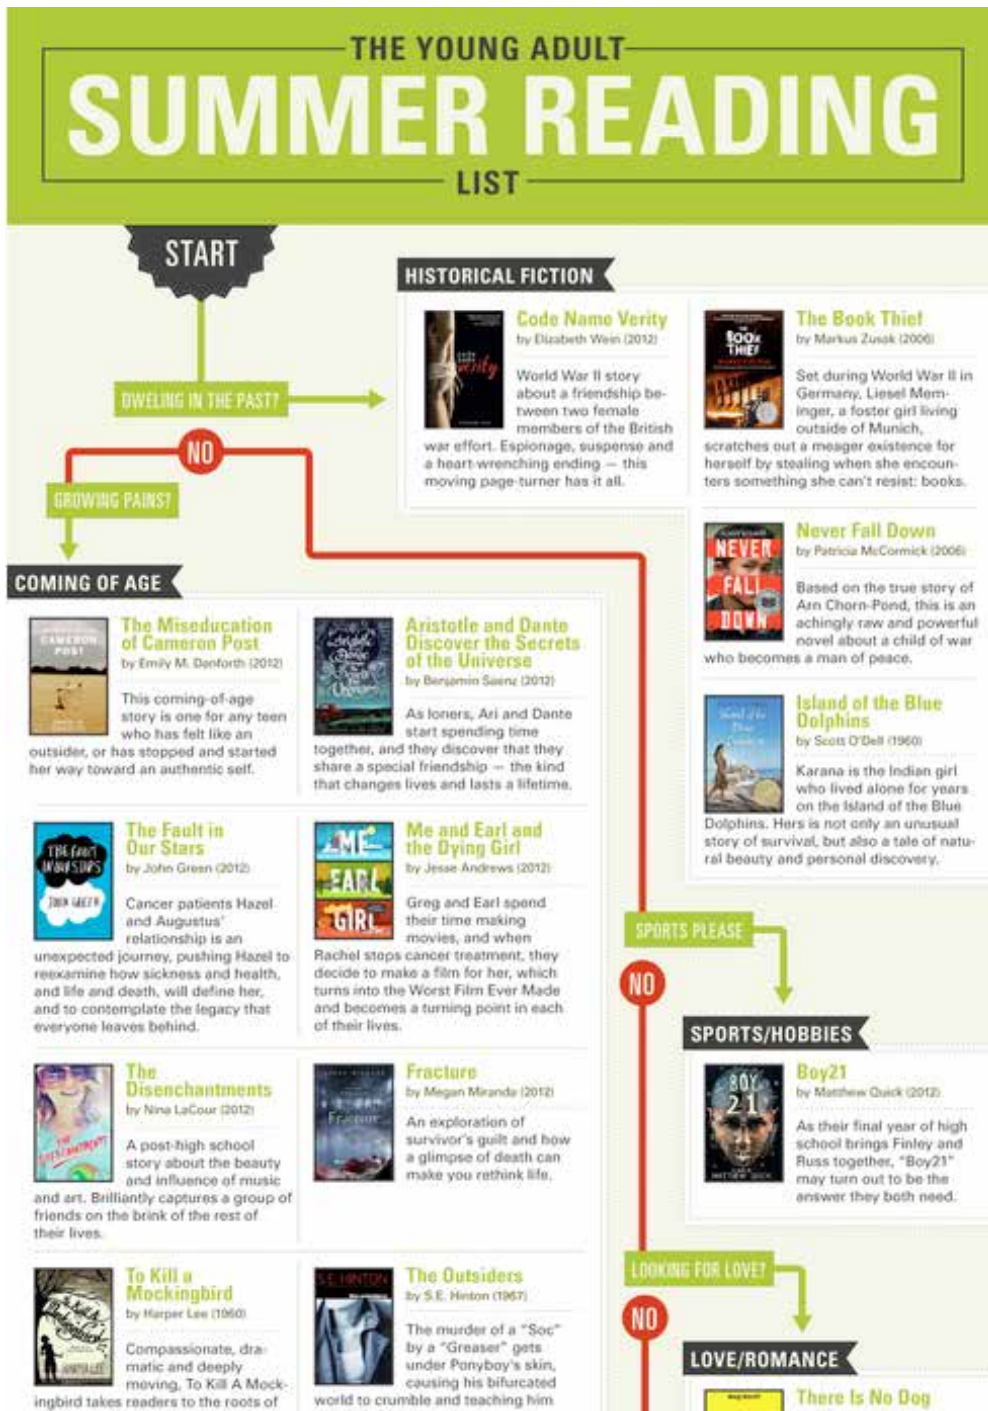 THE YOUNG ADULT
SUMMER READING
LIST
START
DWELING IN THE PAST?
NO
GROWING PAINS?
HISTORICAL FICTION
Code Name Verity
by Elizabeth Wein (2012)
World War II story
about a friendship be-
tween two female
members of the British
war effort. Espionage, suspense and
a heart-wrenching ending — this
moving page-turner has it all.
The Book Thief
by Markus Zusak (2006)
Set during World War II in
Germany, Liesel Mem-
inger, a foster girl living
outside of Munich,
scratches out a meager existence for
herself by stealing when she encoun-
ters something she can't resist: books.
Never Fall Down
by Patricia McCormick (2006)
Based on the true story of
Arn Chorn-Pond, this is an
achingly raw and powerful
novel about a child of war
who becomes a man of peace.
Island of the Blue
Dolphins
by Scott O'Dell (1960)
Karana is the Indian girl
who lived alone for years
on the Island of the Blue
Dolphins. Hers is not only an unusual
story of survival, but also a tale of natu-
ral beauty and personal discovery.
COMING OF AGE
The Miseducation
of Cameron Post
by Emily M. Danforth (2012)
This coming-of-age
story is one for any teen
who has felt like an
outsider, or has stopped and started
her way toward an authentic self.
Aristotle and Dante
Discover the Secrets
of the Universe
by Benjamin Saenz (2012)
As loners, Ari and Dante
start spending time
together, and they discover that they
share a special friendship — the kind
that changes lives and lasts a lifetime.
The Fault in
Our Stars
by John Green (2012)
Cancer patients Hazel
and Augustus'
relationship is an
unexpected journey, pushing Hazel to
reexamine how sickness and health,
and life and death, will define her,
and to contemplate the legacy that
everyone leaves behind.
Me and Earl and
the Dying Girl
by Jesse Andrews (2012)
Greg and Earl spend
their time making
movies, and when
Rachel stops cancer treatment, they
decide to make a film for her, which
turns into the Worst Film Ever Made
and becomes a turning point in each
of their lives.
The
Disenchantments
by Nina LaCour (2012)
A post-high school
story about the beauty
and influence of music
and art. Brilliantly captures a group of
friends on the brink of the rest of
their lives.
Fracture
by Megan Miranda (2012)
An exploration of
survivor's guilt and how
a glimpse of death can
make you rethink life.
To Kill a
Mockingbird
by Harper Lee (1960)
Compassionate, dra-
matic and deeply
moving, To Kill A Mock-
ingbird takes readers to the roots of
The Outsiders
by S.E. Hinton (1967)
The murder of a "Soc"
by a "Greaser" gets
under Ponyboy's skin,
causing his bifurcated
world to crumble and teaching him
SPORTS PLEASE
NO
SPORTS/HOBBIES
Boy21
by Matthew Quick (2012)
As their final year of high
school brings Finley and
Russ together, "Boy21"
may turn out to be the
answer they both need.
LOOKING FOR LOVE?
NO
LOVE/ROMANCE
There Is No Dog
verity
THE
BOOK
THIEF
NEVER
FALL
DOWN
CAMERON
POST
THE FAULT
IN OUR STARS
JOHN GREEN
ME
EARL
GIRL
Fracture
BOY
21
S.E. HINTON